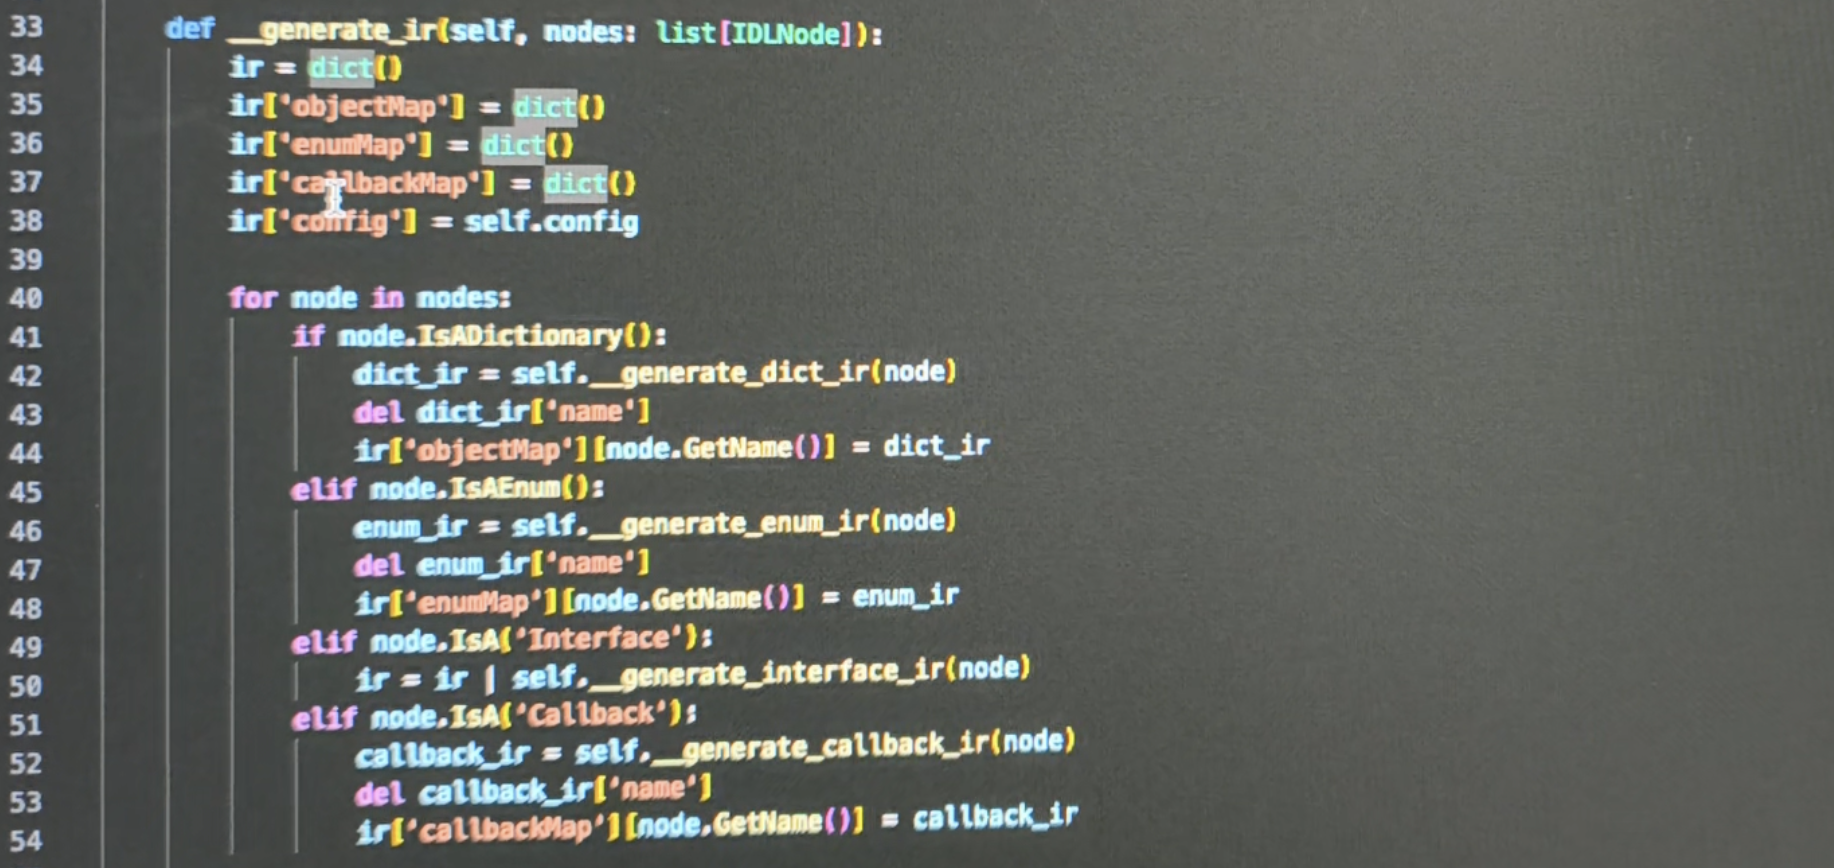 33 def __generate_ir(self, nodes: list[IDLNode]):
34 ir = dict()
35 ir['objectMap'] = dict()
36 ir['enumMap'] = dict()
37 ir['callbackMap'] = dict()
38 ir['config'] = self.config
39
40 for node in nodes:
41 if node.IsADictionary():
42 dict_ir = self.__generate_dict_ir(node)
43 del dict_ir['name']
44 ir['objectMap'][node.GetName()] = dict_ir
45 elif node.IsAEnum():
46 enum_ir = self.__generate_enum_ir(node)
47 del enum_ir['name']
48 ir['enumMap'][node.GetName()] = enum_ir
49 elif node.IsA('Interface'):
50 ir = ir | self.__generate_interface_ir(node)
51 elif node.IsA('Callback'):
52 callback_ir = self.__generate_callback_ir(node)
53 del callback_ir['name']
54 ir['callbackMap'][node.GetName()] = callback_ir